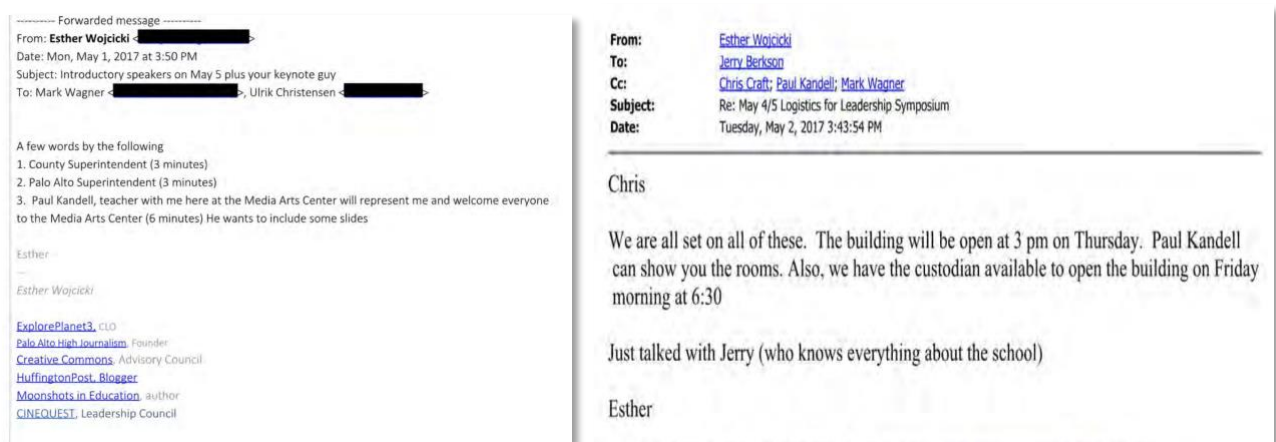 ---------- Forwarded message ----------
From: Esther Wojcicki <
>
Date: Mon, May 1, 2017 at 3:50 PM
Subject: Introductory speakers on May 5 plus your keynote guy
To: Mark Wagner <
>, Ulrik Christensen <
>
A few words by the following
1. County Superintendent (3 minutes)
2. Palo Alto Superintendent (3 minutes)
3. Paul Kandell, teacher with me here at the Media Arts Center will represent me and welcome everyone
to the Media Arts Center (6 minutes) He wants to include some slides
Esther
---
Esther Wojcicki
ExplorePlanet3, CLO
Palo Alto High Journalism, Founder
Creative Commons, Advisory Council
HuffingtonPost, Blogger
Moonshots in Education, author
CINEQUEST, Leadership Council
From: Esther Wojcicki
To: Jerry Berkson
Cc: Chris Craft; Paul Kandell; Mark Wagner
Subject: Re: May 4/5 Logistics for Leadership Symposium
Date: Tuesday, May 2, 2017 3:43:54 PM
Chris
We are all set on all of these. The building will be open at 3 pm on Thursday. Paul Kandell
can show you the rooms. Also, we have the custodian available to open the building on Friday
morning at 6:30
Just talked with Jerry (who knows everything about the school)
Esther